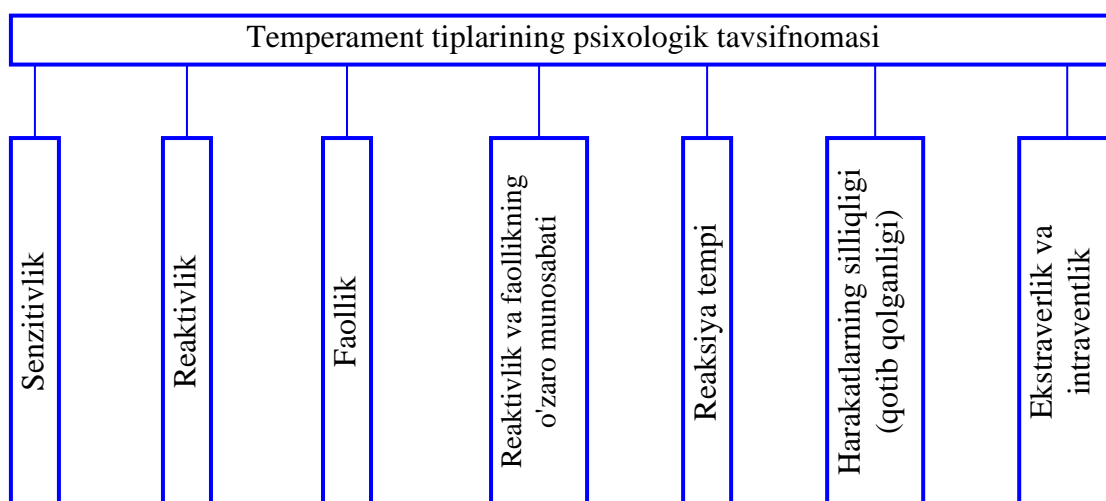 Temperament tiplarining psixologik tavsifnomasi
Senzitivlik
Reaktivlik
Faollik
Reaktivlik va faollikning
o'zaro munosabati
Reaksiya tempi
Harakatlarning silliqligi
(qotib qolganligi)
Ekstraverlik va
intraventlik